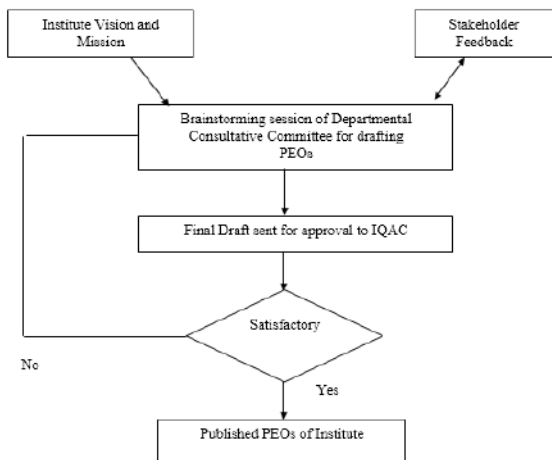 Institute Vision and
Mission
Stakeholder
Feedback
Brainstorming session of Departmental
Consultative Committee for drafting
PEOs
Final Draft sent for approval to IQAC
Satisfactory
No
Yes
Published PEOs of Institute